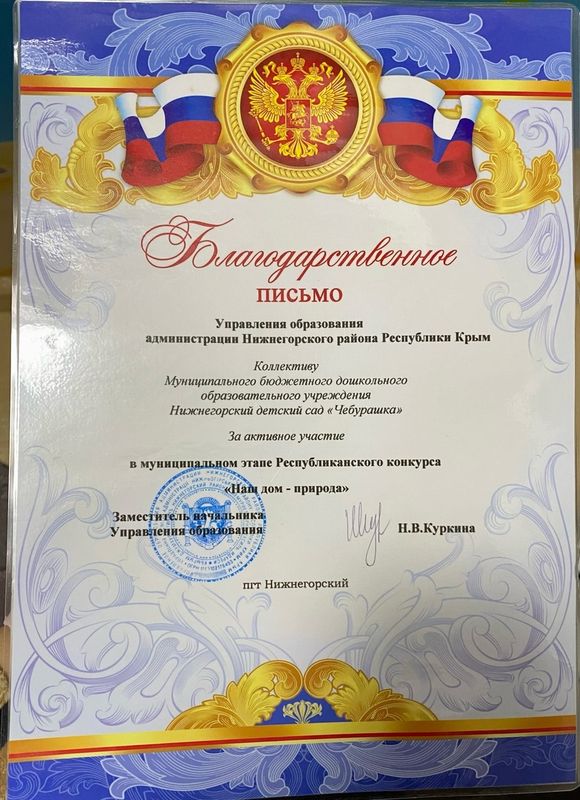 Благодарственное
ПИСЬМО
Управления образования
администрации Нижнегорского района Республики Крым
Коллективу
Муниципального бюджетного дошкольного
образовательного учреждения
Нижнегорский детский сад «Чебурашка»
За активное участие
в муниципальном этапе Республиканского конкурса
«Наш дом - природа»
Заместитель начальника
Управления образования
Н.В.Куркина
пгт Нижнегорский